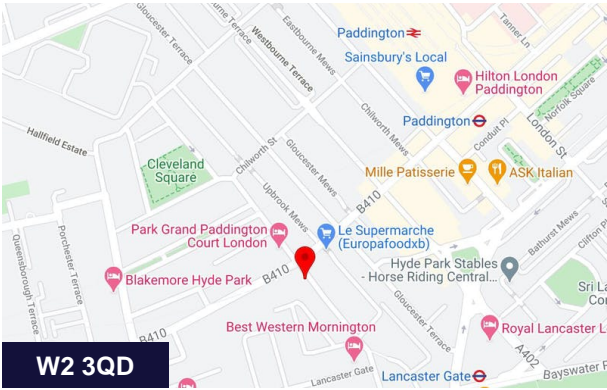 Gloucester Terrace
Eastbourne Mews
Westbourne Terrace
Paddington
Tanner Ln
Sainsbury's Local
Hilton London
Paddington
Norfolk Square
Chilworth Mews
Paddington
Conduit Pl
London St
Hallfield Estate
Chilworth St
Gloucester Mews
Cleveland
Square
Mille Patisserie
ASK Italian
Upbrook Mews
B410
Queensborough Terrace
Porchester Terrace
Park Grand Paddington
Court London
Le Supermarche
(Europafoodxb)
Bathurst Mews
Clifton
Hyde Park Stables
- Horse Riding Central...
Blakemore Hyde Park
B410
Gloucester Terrace
Sri La
Con
B410
Best Western Mornington
Royal Lancaster L
A402
W2 3QD
Lancaster Gate
Lancaster Gate
Bayswater